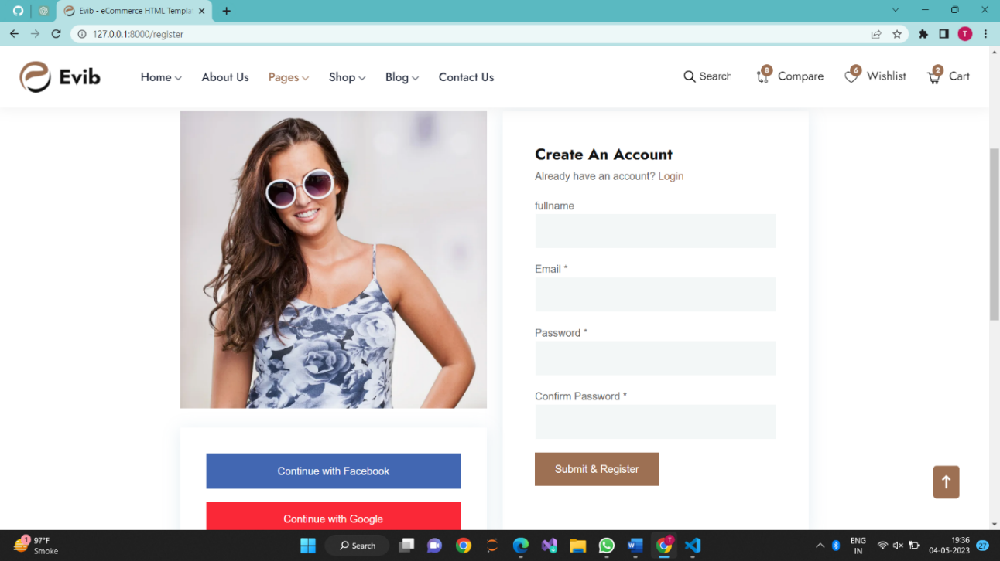 Evib - eCommerce HTML Templat
127.0.0.1:8000/register
Evib
Home
About Us
Pages
Shop
Blog
Contact Us
Search
8
Compare
6
Wishlist
2
Cart
Create An Account
Already have an account? Login
fullname
Email *
Password *
Confirm Password *
Submit & Register
Continue with Facebook
Continue with Google
1
97°F
Smoke
Search
T
ENG
IN
19:36
04-05-2023
27